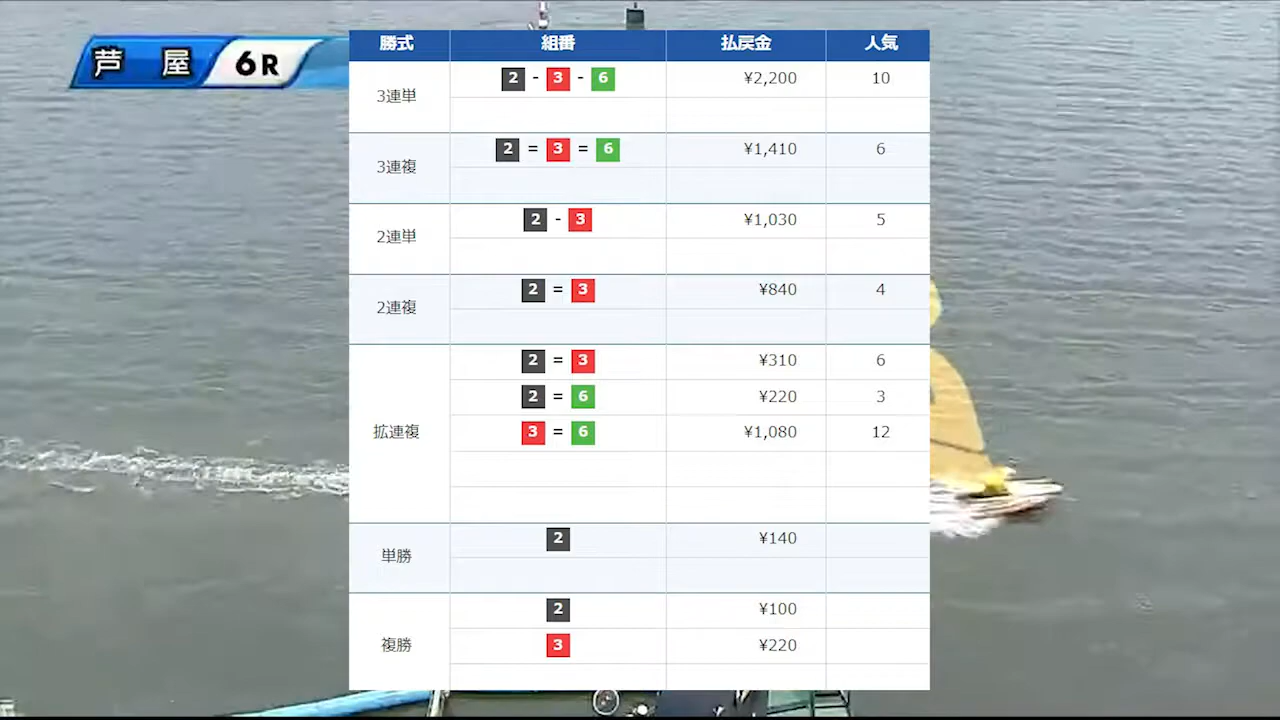 芦屋 6R
勝式 組番 払戻金 人気
3連単 2 - 3 - 6 ¥2,200 10
3連複 2 = 3 = 6 ¥1,410 6
2連単 2 - 3 ¥1,030 5
2連複 2 = 3 ¥840 4
拡連複 2 = 3 ¥310 6
2 = 6 ¥220 3
3 = 6 ¥1,080 12
単勝 2 ¥140
複勝 2 ¥100
3 ¥220